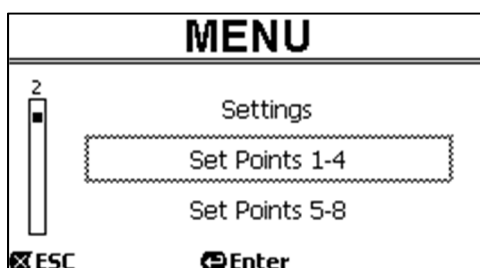 MENU
2
Settings
Set Points 1-4
Set Points 5-8
ESC Enter